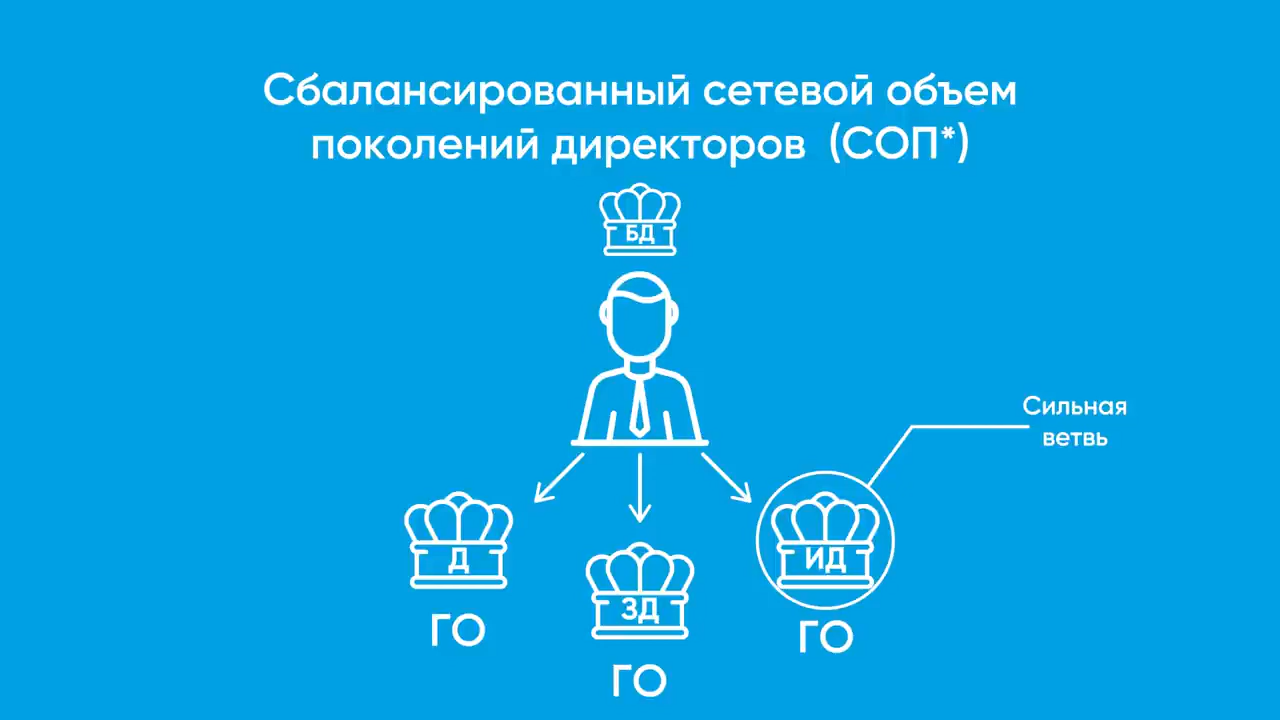 Сбалансированный сетевой объем
поколений директоров (СОП*)
БД
Сильная
ветвь
Д
ИД
ЗД
ГО
ГО
ГО